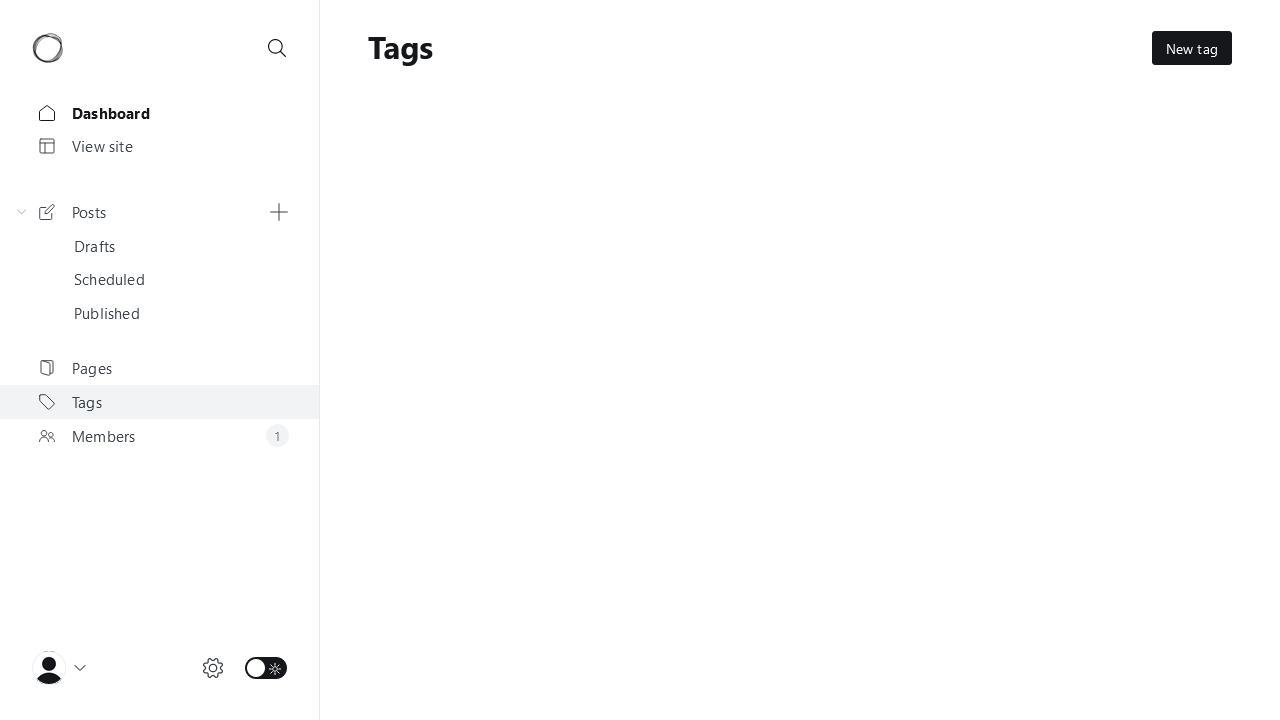 Tags
New tag
Dashboard
View site
Posts
Drafts
Scheduled
Published
Pages
Tags
Members
1